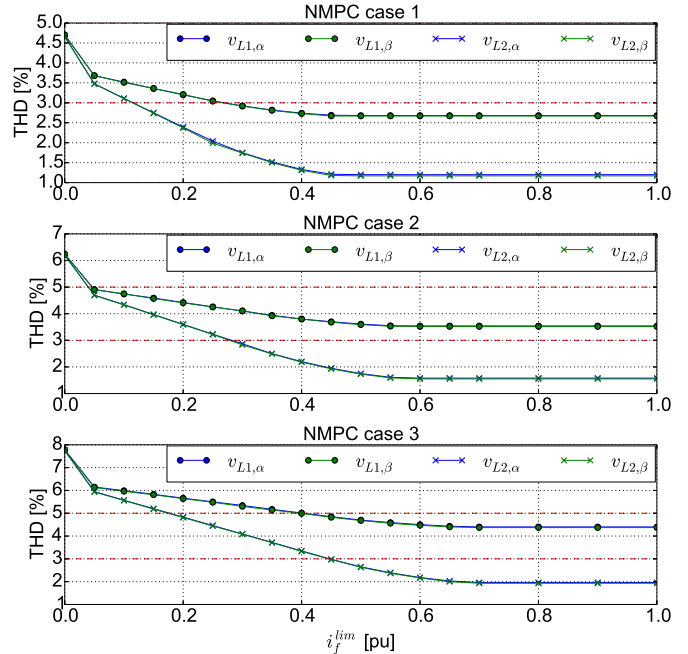 NMPC case 1
5.0
4.5
4.0
3.5
3.0
2.5
2.0
1.5
1.0
THD [%]
v_{L1,α} v_{L1,β} v_{L2,α} v_{L2,β}
0.0 0.2 0.4 0.6 0.8 1.0
NMPC case 2
7
6
5
4
3
2
1
THD [%]
v_{L1,α} v_{L1,β} v_{L2,α} v_{L2,β}
0.0 0.2 0.4 0.6 0.8 1.0
NMPC case 3
8
7
6
5
4
3
2
1
THD [%]
v_{L1,α} v_{L1,β} v_{L2,α} v_{L2,β}
0.0 0.2 0.4 0.6 0.8 1.0
i_f^{lim} [pu]